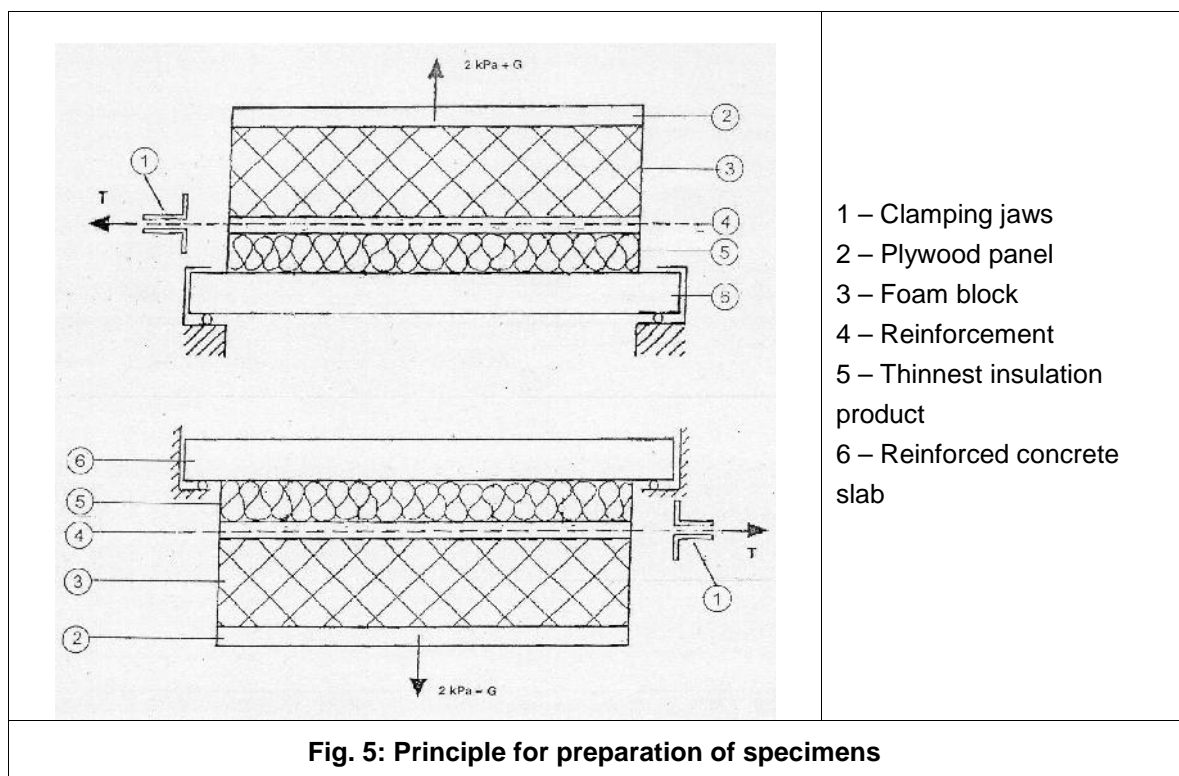 2 kPa + G
2
1
3
T
4
5
6
6
5
4
T
3
1
2
2 kPa – G
1 – Clamping jaws
2 – Plywood panel
3 – Foam block
4 – Reinforcement
5 – Thinnest insulation
product
6 – Reinforced concrete
slab
Fig. 5: Principle for preparation of specimens